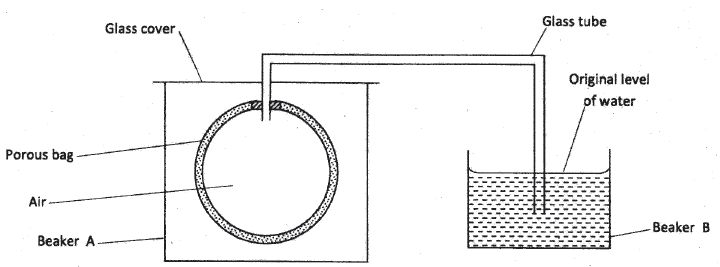 Glass cover
Glass tube
Original level
of water
Porous bag
Air
Beaker A
Beaker B